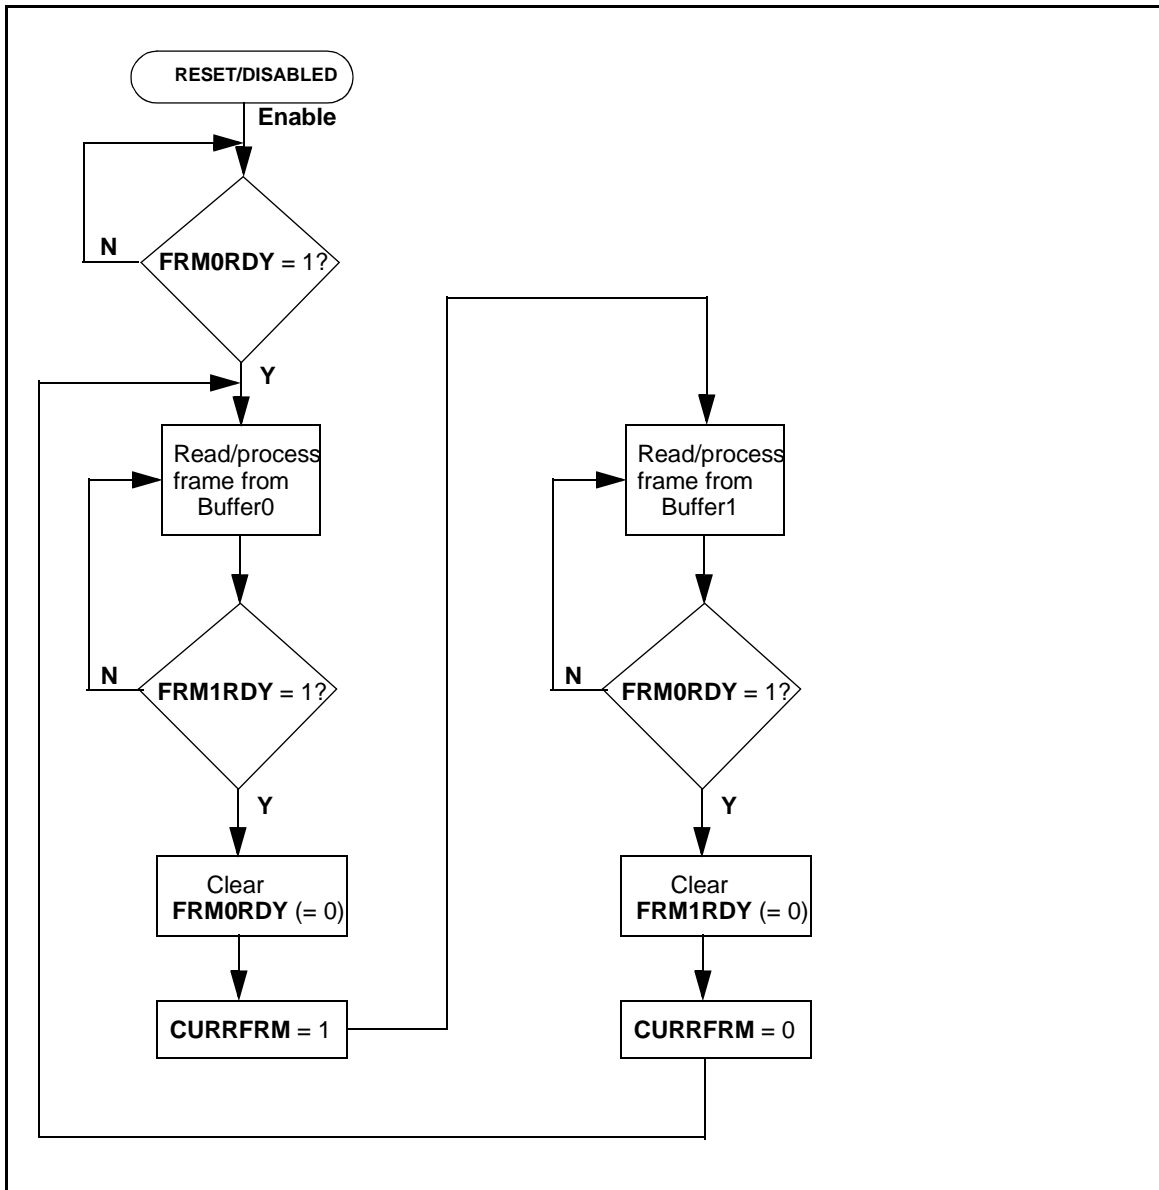 RESET/DISABLED
Enable
N
FRM0RDY = 1?
Y
Read/process
frame from
Buffer0
N
FRM1RDY = 1?
Y
Clear
FRM0RDY (= 0)
CURRFRM = 1
Read/process
frame from
Buffer1
N
FRM0RDY = 1?
Y
Clear
FRM1RDY (= 0)
CURRFRM = 0